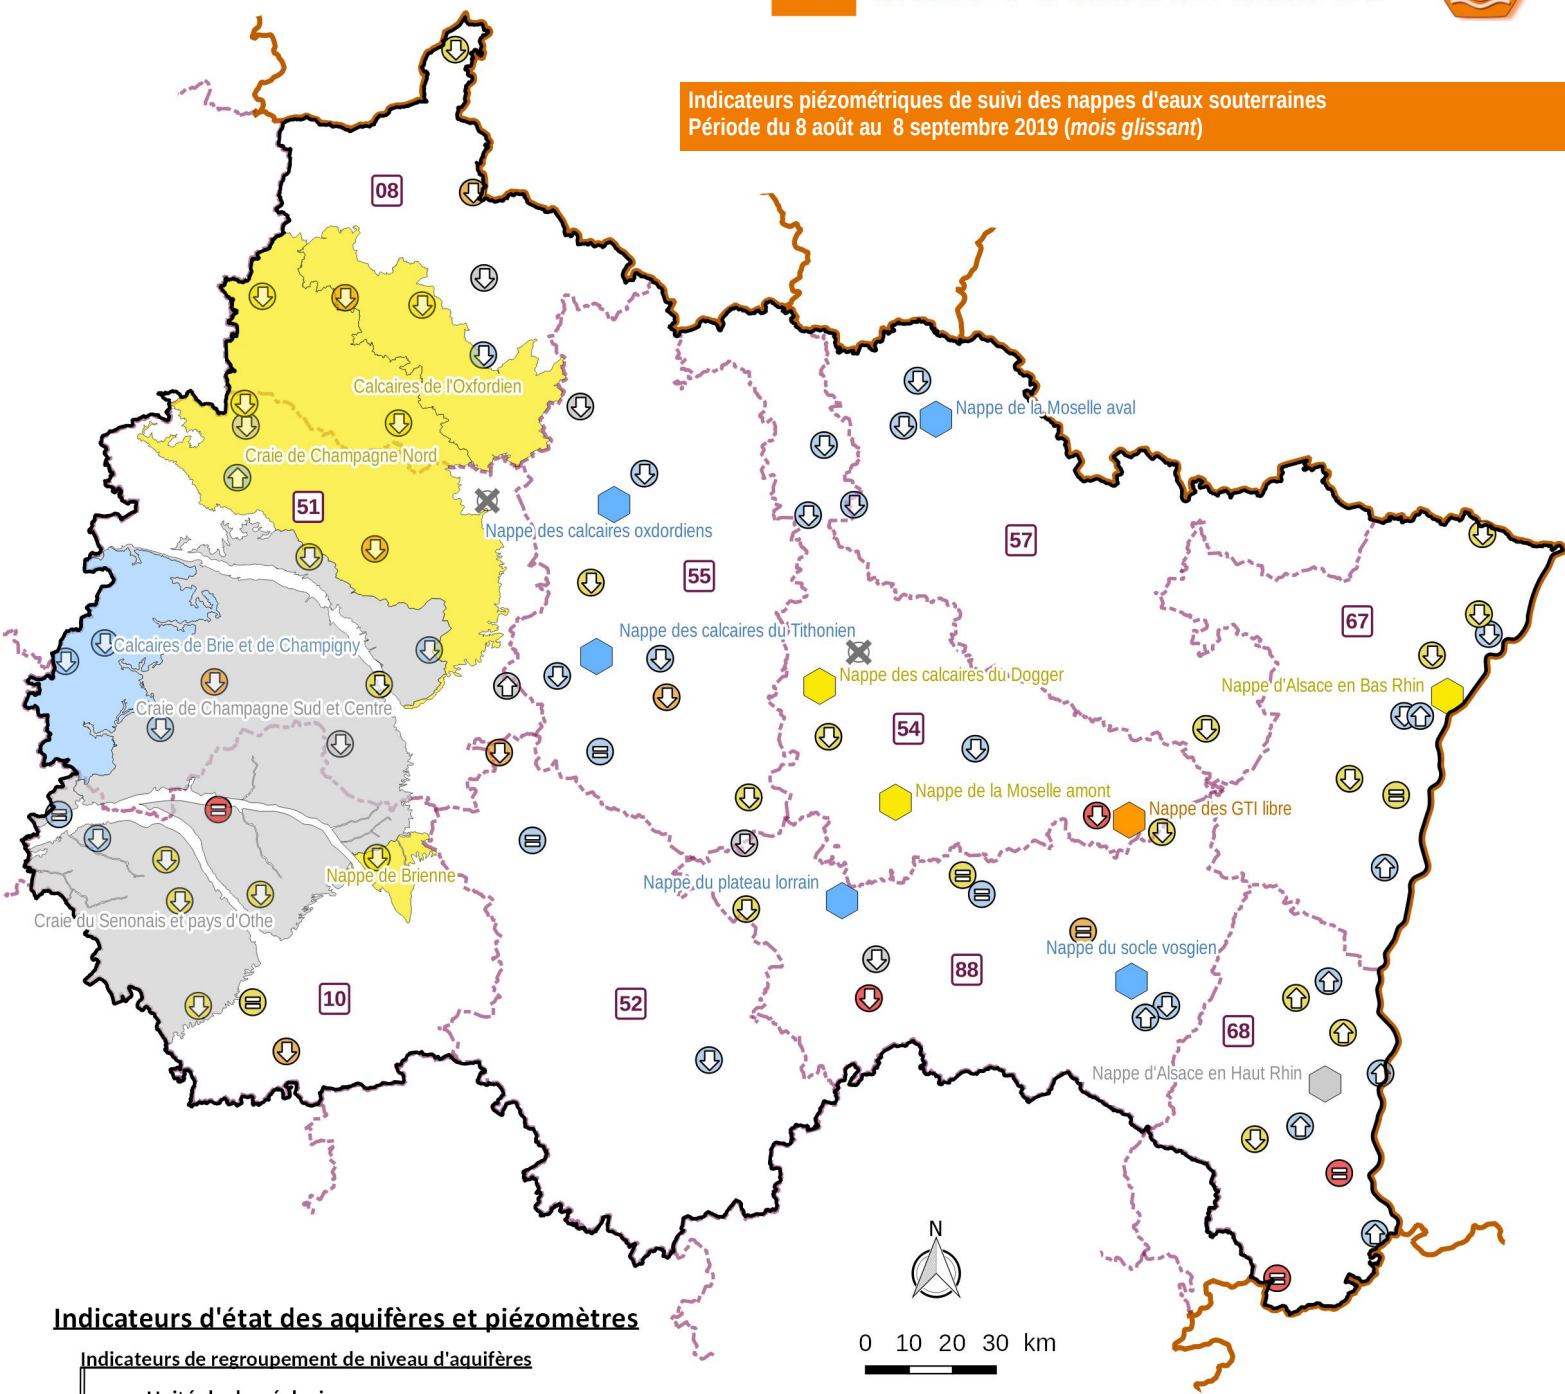 Indicateurs piézométriques de suivi des nappes d'eaux souterraines
Période du 8 août au 8 septembre 2019 (mois glissant)
08
Calcaires de l'Oxfordien
Nappe de la Moselle aval
Craie de Champagne Nord
51
Nappe des calcaires oxdordiens
57
55
67
Nappe des calcaires du Tithonien
Calcaires de Brie et de Champigny
Nappe des calcaires du Dogger
Nappe d'Alsace en Bas Rhin
Craie de Champagne Sud et Centre
54
Nappe de la Moselle amont
Nappe des GTI libre
Nappe de Brienne
Nappe du plateau lorrain
Craie du Senonais et pays d'Othe
Nappe du socle vosgien
88
10
52
68
Nappe d'Alsace en Haut Rhin
N
Indicateurs d'état des aquifères et piézomètres
0 10 20 30 km
Indicateurs de regroupement de niveau d'aquifères